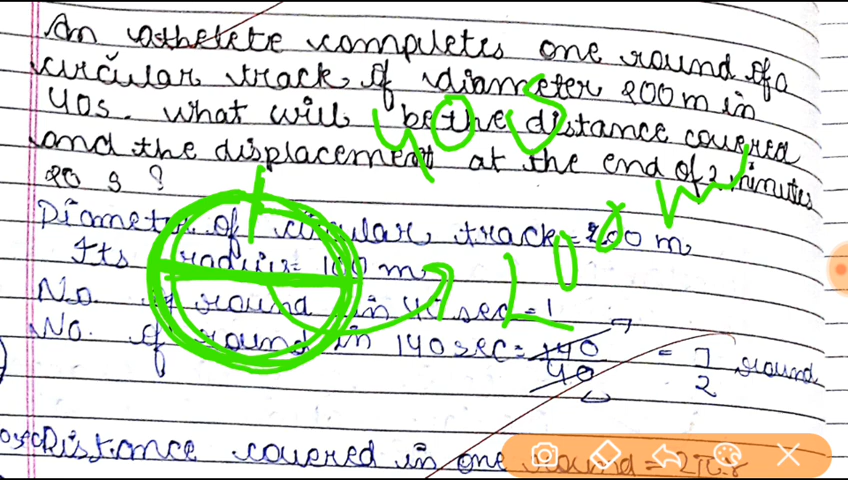 An athelete completes one round of a
circular track of diameter 200 m in
40s. What will be the distance covered
and the displacement at the end of 2 minutes
20 s ?
40 S
200 m
Diameter of circular track = 200 m
Its radius = 100 m
No. of round in 40 sec = 1
No. of round in 140 sec = 140/40 = 7/2 round
Distance covered in one round = 2π.r